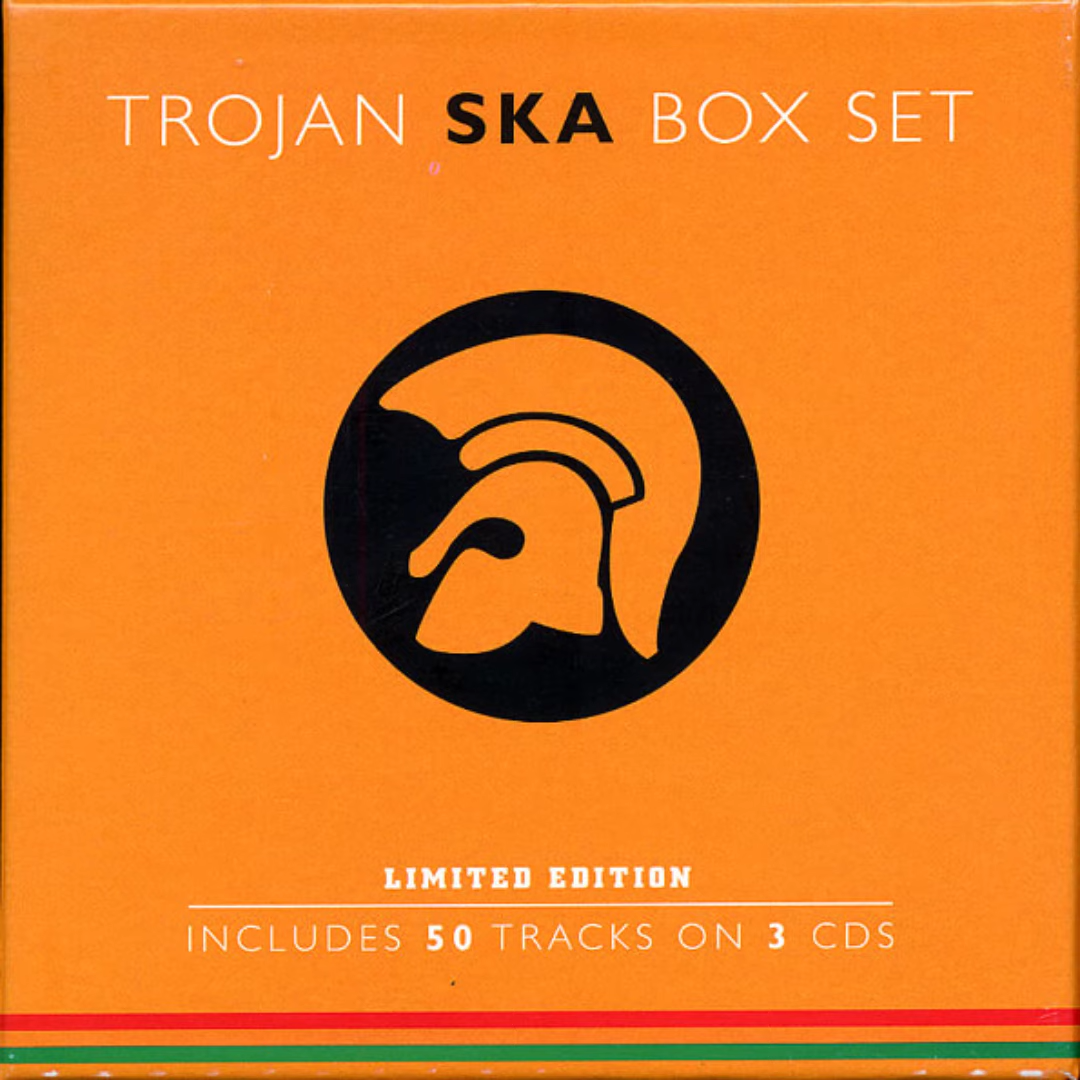 TROJAN SKA BOX SET
LIMITED EDITION
INCLUDES 50 TRACKS ON 3 CDS